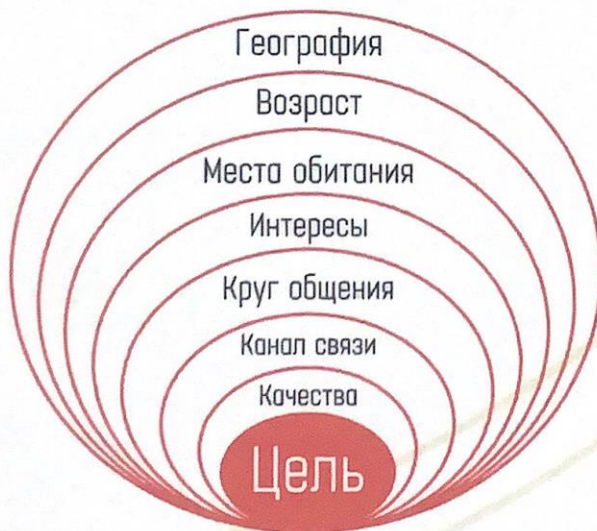 География
Возраст
Места обитания
Интересы
Круг общения
Канал связи
Качества
Цель